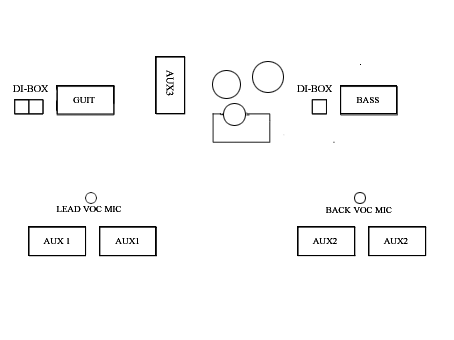 DI-BOX
GUIT
AUX3
DI-BOX
BASS
LEAD VOC MIC
BACK VOC MIC
AUX 1
AUX1
AUX2
AUX2